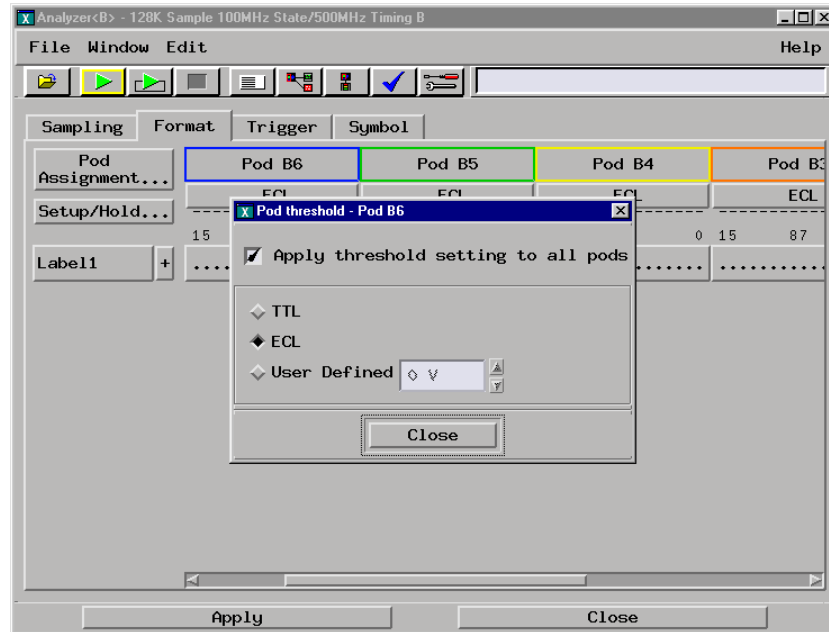 Analyzer<B> - 128K Sample 100MHz State/500MHz Timing B
File Window Edit Help
Sampling Format Trigger Symbol
Pod Assignment... Pod B6 Pod B5 Pod B4 Pod B3
ECL ECL ECL ECL
Setup/Hold...
15 0 15 87
Label1 +
Pod threshold - Pod B6
Apply threshold setting to all pods
TTL
ECL
User Defined 0 V
Close
Apply Close